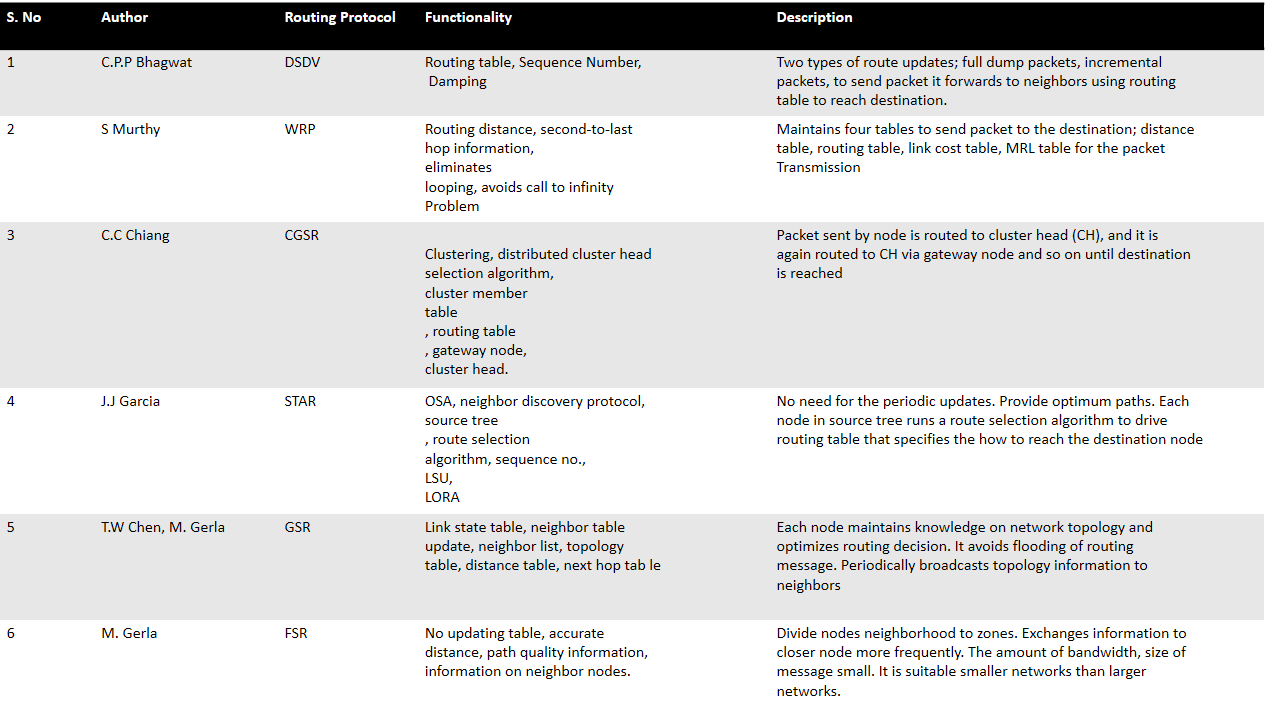 S. No Author Routing Protocol Functionality Description
1 C.P.P Bhagwat DSDV Routing table, Sequence Number, Two types of route updates; full dump packets, incremental
Damping packets, to send packet it forwards to neighbors using routing
table to reach destination.
2 S Murthy WRP Routing distance, second-to-last Maintains four tables to send packet to the destination; distance
hop information, table, routing table, link cost table, MRL table for the packet
eliminates Transmission
looping, avoids call to infinity
Problem
3 C.C Chiang CGSR Packet sent by node is routed to cluster head (CH), and it is
Clustering, distributed cluster head again routed to CH via gateway node and so on until destination
selection algorithm, is reached
cluster member
table
, routing table
, gateway node,
cluster head.
4 J.J Garcia STAR OSA, neighbor discovery protocol, No need for the periodic updates. Provide optimum paths. Each
source tree node in source tree runs a route selection algorithm to drive
, route selection routing table that specifies the how to reach the destination node
algorithm, sequence no.,
LSU,
LORA
5 T.W Chen, M. Gerla GSR Link state table, neighbor table Each node maintains knowledge on network topology and
update, neighbor list, topology optimizes routing decision. It avoids flooding of routing
table, distance table, next hop tab le message. Periodically broadcasts topology information to
neighbors
6 M. Gerla FSR No updating table, accurate Divide nodes neighborhood to zones. Exchanges information to
distance, path quality information, closer node more frequently. The amount of bandwidth, size of
information on neighbor nodes. message small. It is suitable smaller networks than larger
networks.